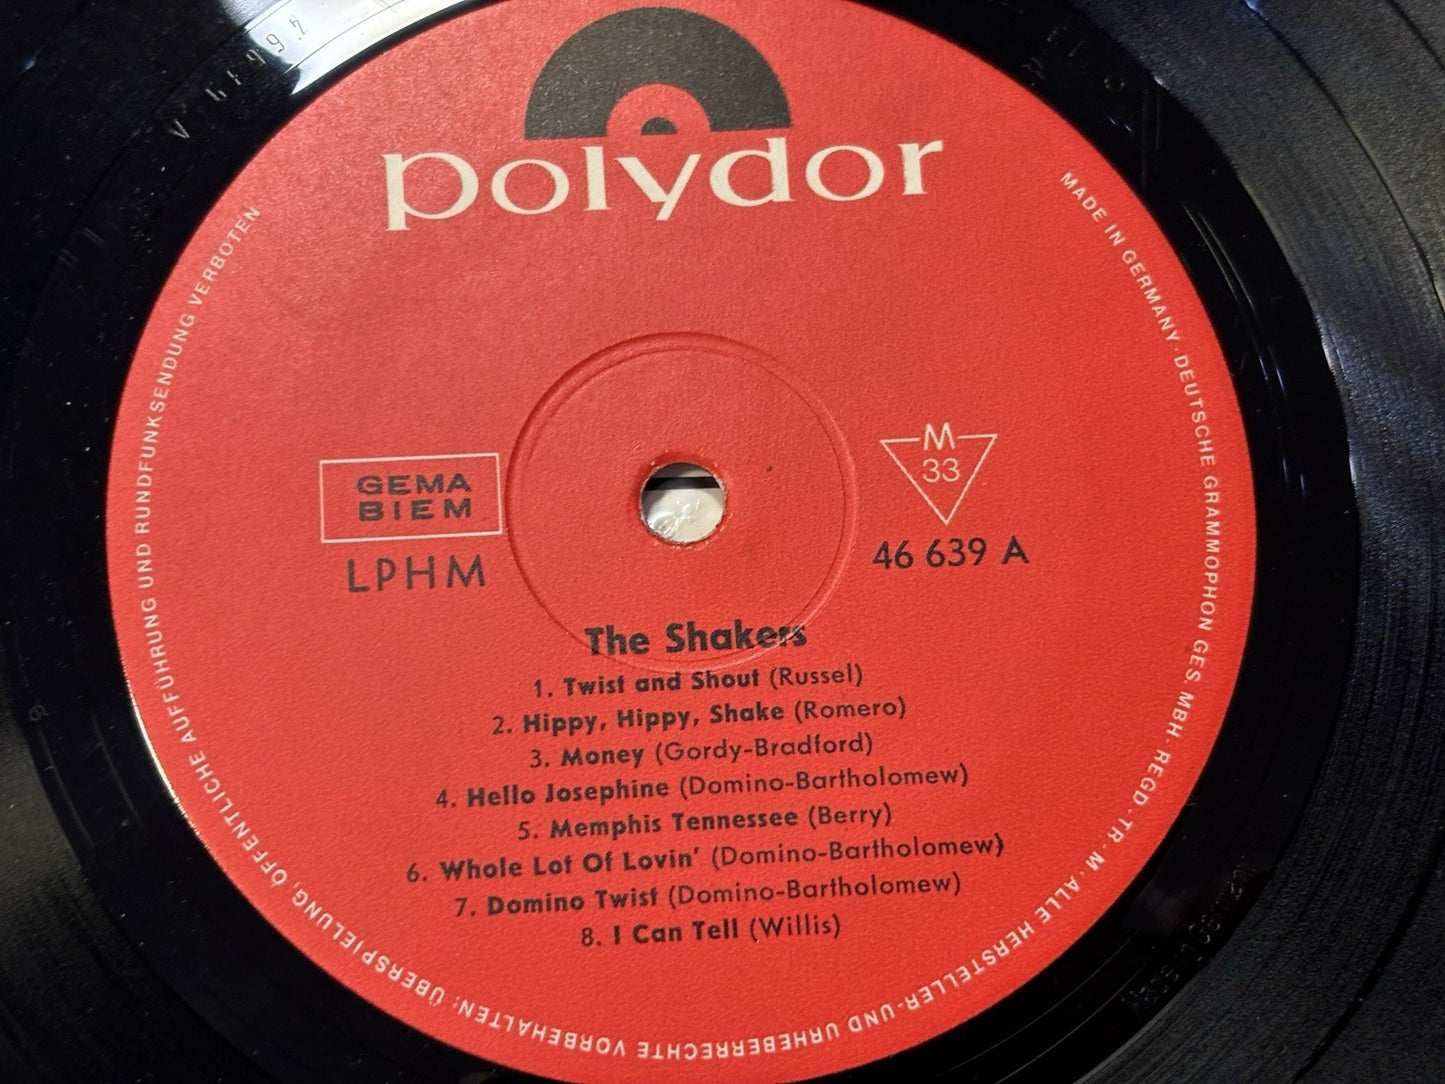 polydor
GEMA
BIEM
LPHM
M
33
46 639 A
The Shakers
1. Twist and Shout (Russel)
2. Hippy, Hippy, Shake (Romero)
3. Money (Gordy-Bradford)
4. Hello Josephine (Domino-Bartholomew)
5. Memphis Tennessee (Berry)
6. Whole Lot Of Lovin' (Domino-Bartholomew)
7. Domino Twist (Domino-Bartholomew)
8. I Can Tell (Willis)
MADE IN GERMANY · DEUTSCHE GRAMMOPHON GES. MBH · REGD · TR · M · ALLE HERSTELLER- UND URHEBERRECHTE VORBEHALTEN: ÜBERSPIELUNG, ÖFFENTLICHE AUFFÜHRUNG UND RUNDFUNKSENDUNG VERBOTEN
Made in Germany